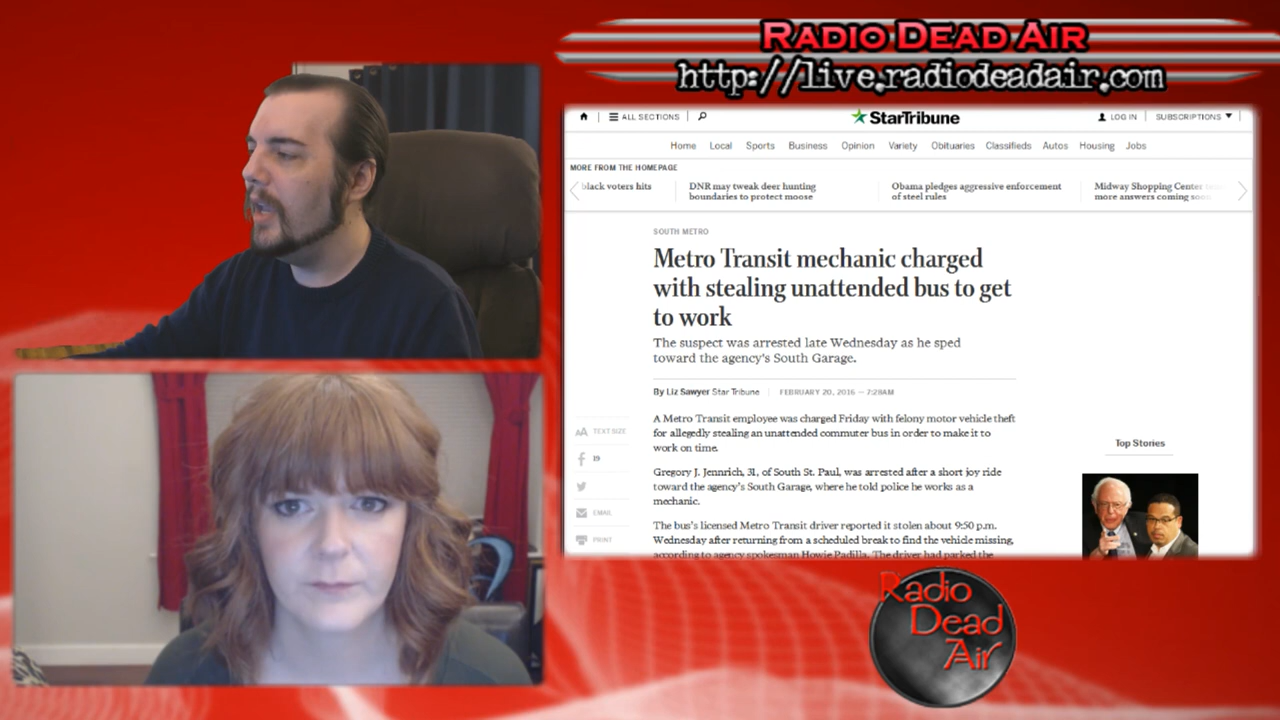 Radio Dead Air
http://live.radiodeadair.com
ALL SECTIONS
StarTribune
LOG IN
SUBSCRIPTIONS
Home Local Sports Business Opinion Variety Obituaries Classifieds Autos Housing Jobs
MORE FROM THE HOMEPAGE
black voters hits
DNR may tweak deer hunting
boundaries to protect moose
Obama pledges aggressive enforcement
of steel rules
Midway Shopping Center
more answers coming soon
SOUTH METRO
Metro Transit mechanic charged
with stealing unattended bus to get
to work
The suspect was arrested late Wednesday as he sped
toward the agency's South Garage.
By Liz Sawyer Star Tribune
FEBRUARY 20, 2016 — 7:28AM
A Metro Transit employee was charged Friday with felony motor vehicle theft
for allegedly stealing an unattended commuter bus in order to make it to
work on time.
Gregory J. Jennrich, 31, of South St. Paul, was arrested after a short joy ride
toward the agency's South Garage, where he told police he works as a
mechanic.
The bus's licensed Metro Transit driver reported it stolen about 9:50 p.m.
Wednesday after returning from a scheduled break to find the vehicle missing,
according to agency spokesman Howie Padilla. The driver had parked the
AA TEXT SIZE
19
EMAIL
PRINT
Top Stories
Radio
Dead
Air